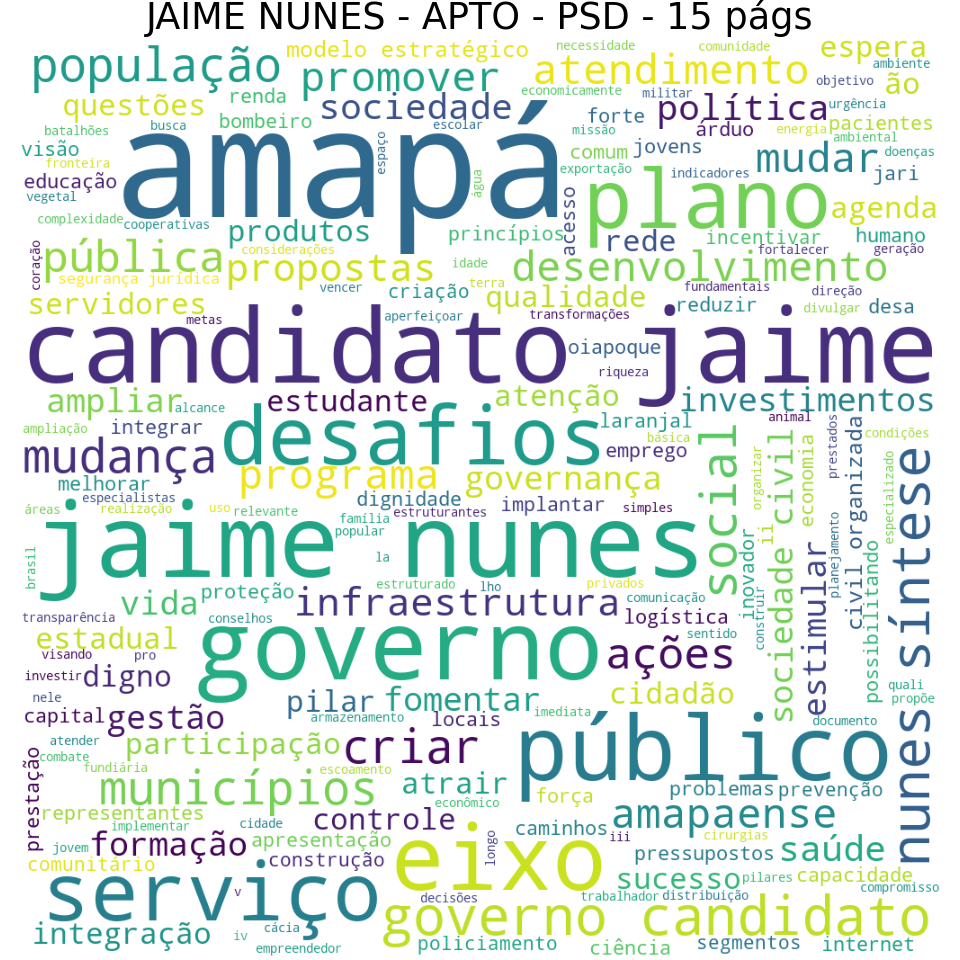 JAIME NUNES - APTO - PSD - 15 págs
modelo estratégico
necessidade
comunidade
espera
população
promover
atendimento
ambiente
economicamente
militar
objetivo
ão
questões
renda
sociedade
política
urgência
bombeiro
forte
árduo
pacientes
batalhões
busca
escolar
missão
energia
ambiental
visão
amapá
espaço
comum
jovens
mudar
doenças
fronteira
exportação
indicadores
jari
educação
plano
vegetal
acesso
agenda
complexidade
cooperativas
produtos
princípios
rede
incentivar
humano
pública
considerações
fortalecer
geração
coração
segurança jurídica
propostas
idade
desenvolvimento
terra
vencer
criação
qualidade
fundamentais
direção
servidores
reduzir
divulgar
desa
metas
aperfeiçoar
transformações
candidato jaime
oiapoque
riqueza
ampliar
alcance
estudante
atenção
investimentos
animal
ampliação
integrar
desafios
laranjal
básica
condições
mudança
emprego
social
organizar
sociedade civil
economia
prestados
civil organizada
especializado
nunes síntese
programa
governança
melhorar
especialistas
dignidade
implantar
simples
áreas
realização
uso
relevante
estruturantes
família
popular
jaime nunes
brasil
la
inovador
ii
estimular
planejamento
possibilitando
construir
estruturado
lho
privados
vida
proteção
infraestrutura
comunicação
transparência
conselhos
logística
estadual
governo
sentido
visando
pro
ações
investir
digno
quali
nele
pilar
fomentar
cidadão
propõe
capital
gestão
armazenamento
locais
imediata
documento
atender
participação
criar
público
combate
fundiária
escoamento
prestação
municípios
atrair
problemas
prevenção
econômico
força
representantes
implementar
cidade
controle
amapaense
caminhos
iii
cirurgias
jovem
formação
apresentação
eixo
longo
pressupostos
saúde
comunitário
construção
sucesso
pilares
capacidade
serviço
v
decisões
trabalhador
distribuição
compromisso
governo candidato
cácia
integração
iv
empreendedor
policiamento
ciência
segmentos
internet
água